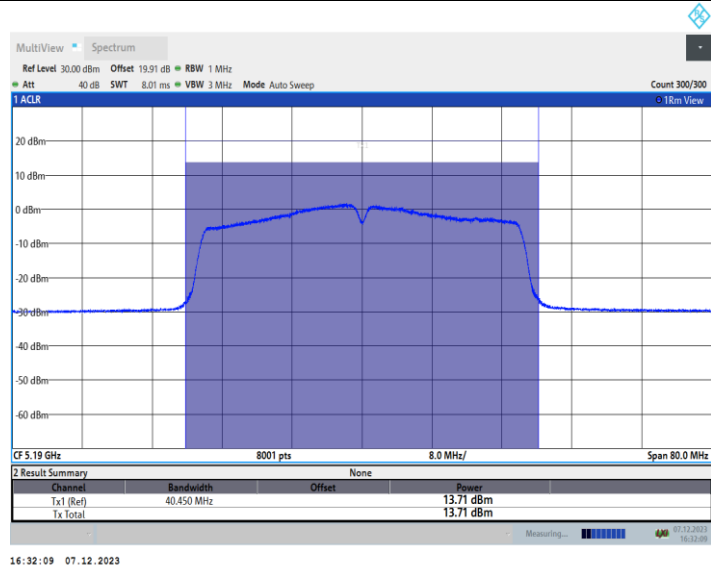 R&S
MultiView Spectrum
Ref Level 30.00 dBm Offset 19.91 dB RBW 1 MHz
Att 40 dB SWT 8.01 ms VBW 3 MHz Mode Auto Sweep Count 300/300
1 ACLR 1Rm View
20 dBm
10 dBm
0 dBm
-10 dBm
-20 dBm
-30 dBm
-40 dBm
-50 dBm
-60 dBm
CF 5.19 GHz 8001 pts 8.0 MHz/ Span 80.0 MHz
2 Result Summary None
Channel Bandwidth Offset Power
Tx1 (Ref) 40.450 MHz 13.71 dBm
Tx Total 13.71 dBm
Measuring... 07.12.2023
16:32:09
16:32:09 07.12.2023